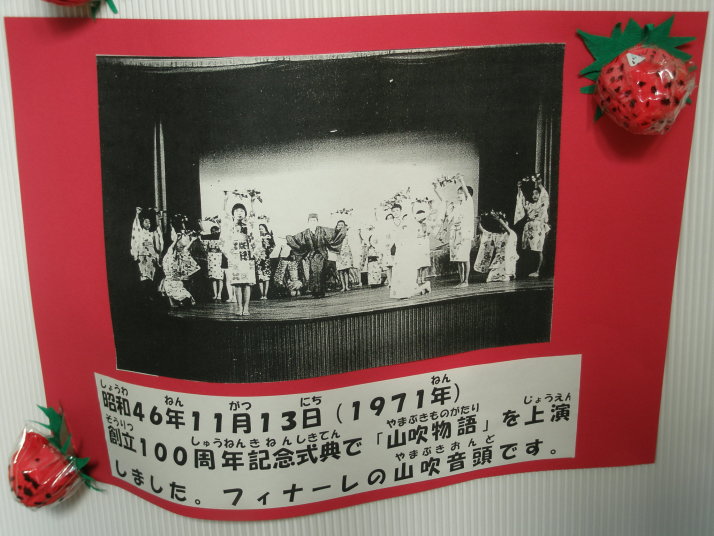 昭和46年11月13日(1971年)
創立100周年記念式典で「山吹物語」を上演
しました。フィナーレの山吹音頭です。